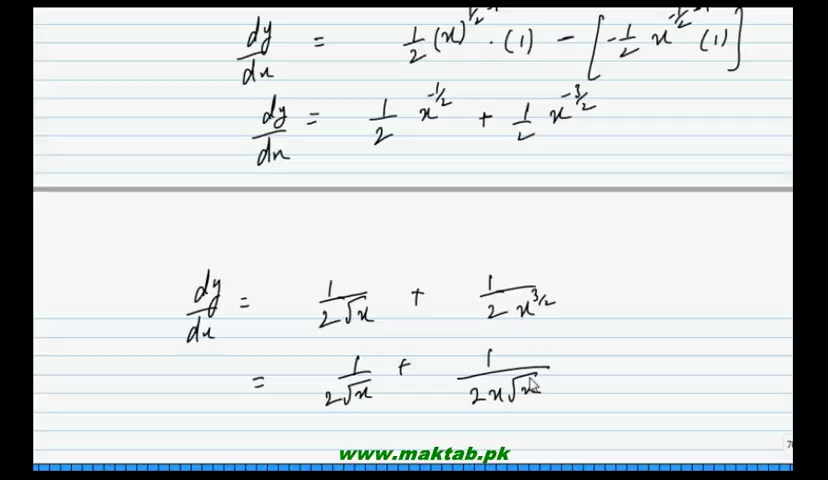 dy/dx = 1/2 (x)^(1/2 - 1) · (1) - [-1/2 x^(-1/2 - 1) (1)]
dy/dx = 1/2 x^(-1/2) + 1/2 x^(-3/2)
dy/dx = 1/(2√x) + 1/(2 x^(3/2))
= 1/(2√x) + 1/(2x√x)
www.maktab.pk